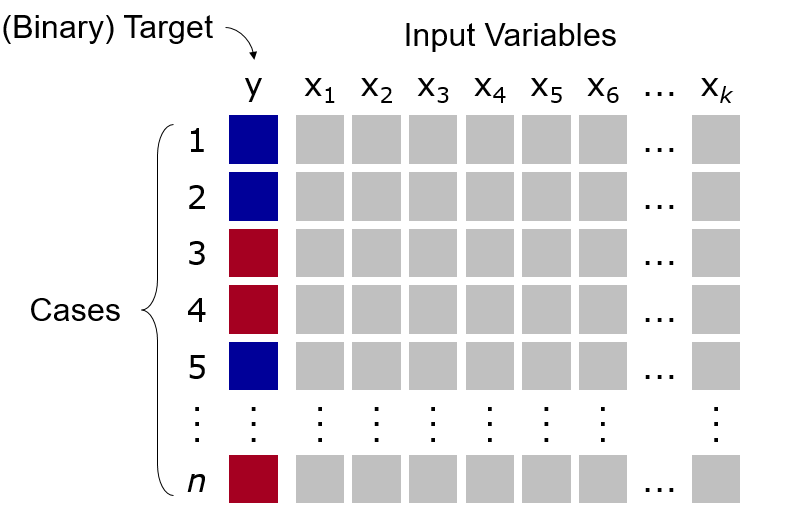 (Binary) Target
Input Variables
y x₁ x₂ x₃ x₄ x₅ x₆ ... xₖ
1 ...
2 ...
3 ...
Cases 4 ...
5 ...
⋮ ⋮ ⋮ ⋮ ⋮ ⋮ ⋮ ⋮ ⋮
n ...